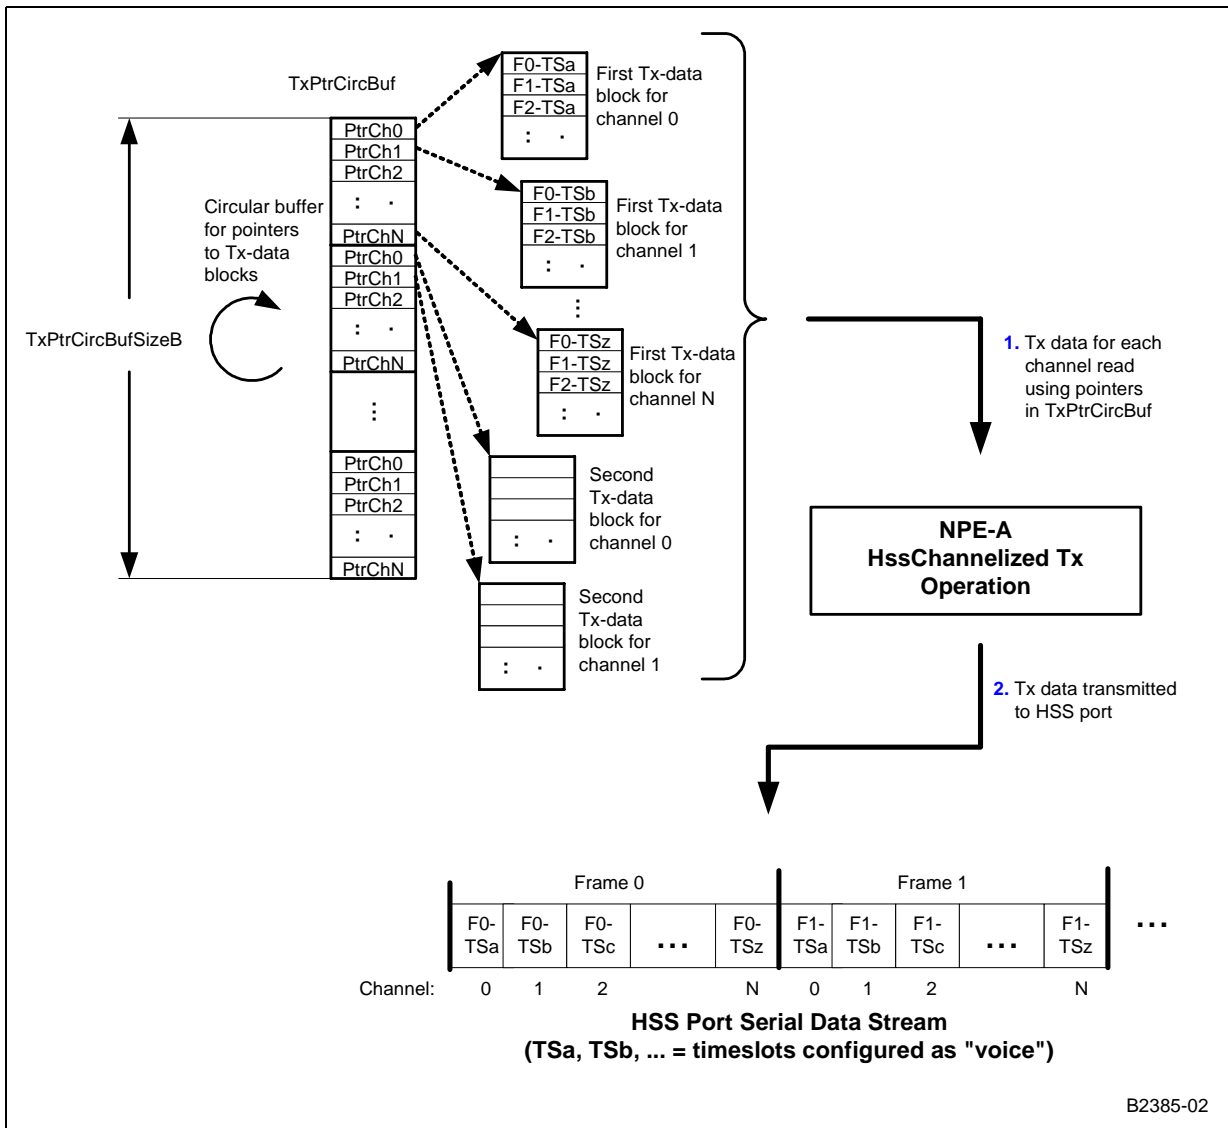 TxPtrCircBuf
PtrCh0
PtrCh1
PtrCh2
: .
PtrChN
PtrCh0
PtrCh1
PtrCh2
: .
PtrChN
...
PtrCh0
PtrCh1
PtrCh2
: .
PtrChN
TxPtrCircBufSizeB
Circular buffer
for pointers
to Tx-data
blocks
F0-TSa
F1-TSa
F2-TSa
: .
First Tx-data
block for
channel 0
F0-TSb
F1-TSb
F2-TSb
: .
First Tx-data
block for
channel 1
...
F0-TSz
F1-TSz
F2-TSz
: .
First Tx-data
block for
channel N
: .
Second
Tx-data
block for
channel 0
: .
Second
Tx-data
block for
channel 1
1. Tx data for each
channel read
using pointers
in TxPtrCircBuf
NPE-A
HssChannelized Tx
Operation
2. Tx data transmitted
to HSS port
Frame 0 Frame 1
F0- F0- F0- F0- F1- F1- F1- F1-
TSa TSb TSc ... TSz TSa TSb TSc ... TSz ...
Channel: 0 1 2 N 0 1 2 N
HSS Port Serial Data Stream
(TSa, TSb, ... = timeslots configured as "voice")
B2385-02